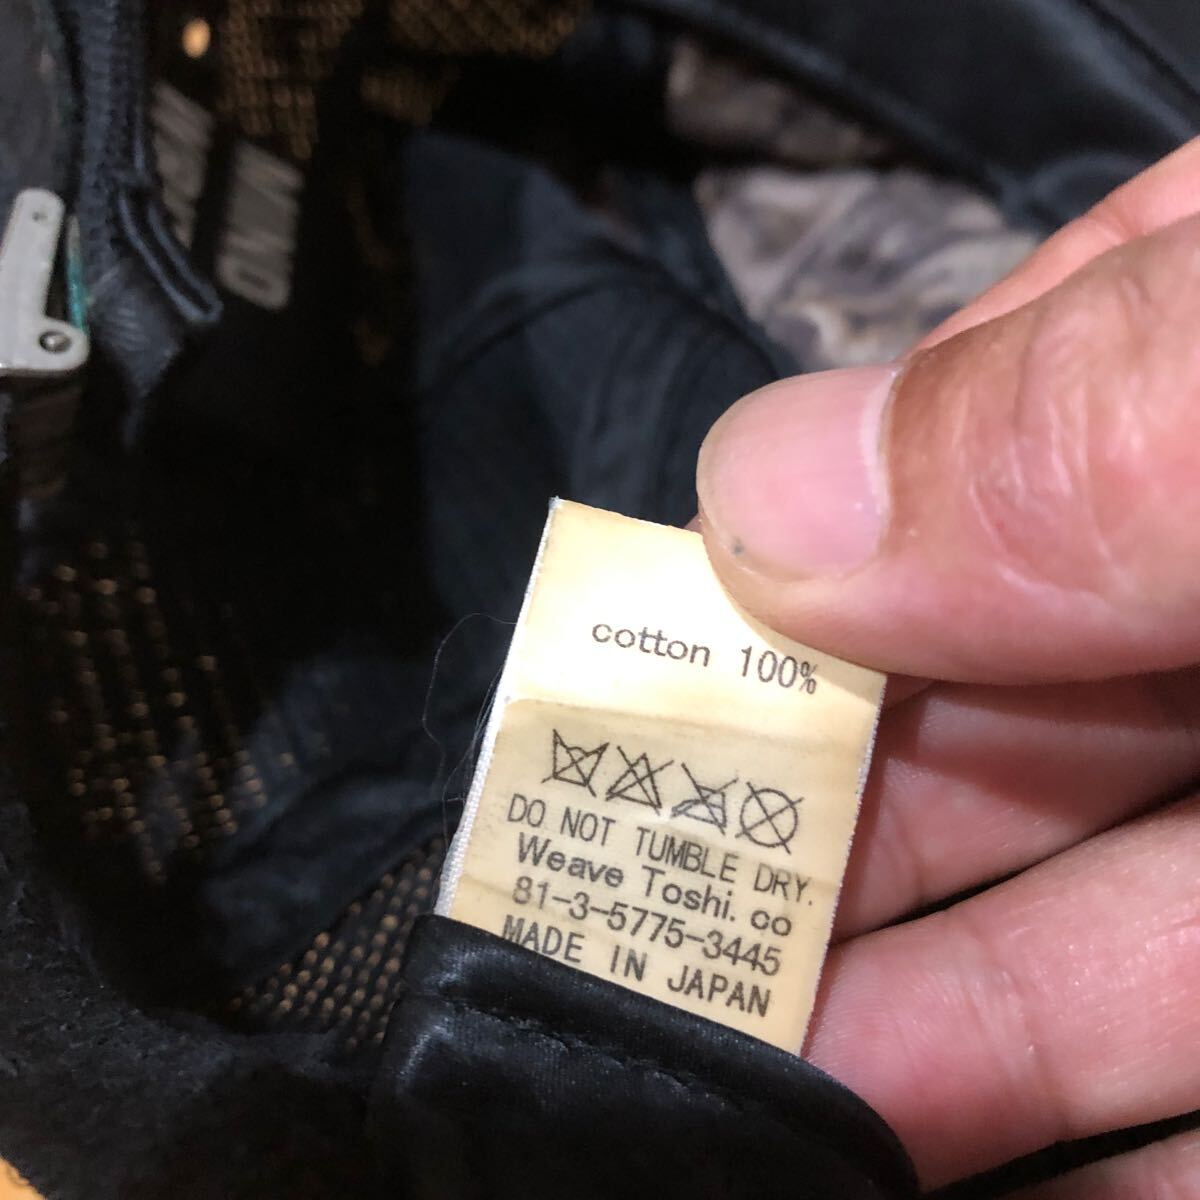 cotton 100%
DO NOT TUMBLE DRY.
Weave Toshi. co
81-3-5775-3445
MADE IN JAPAN